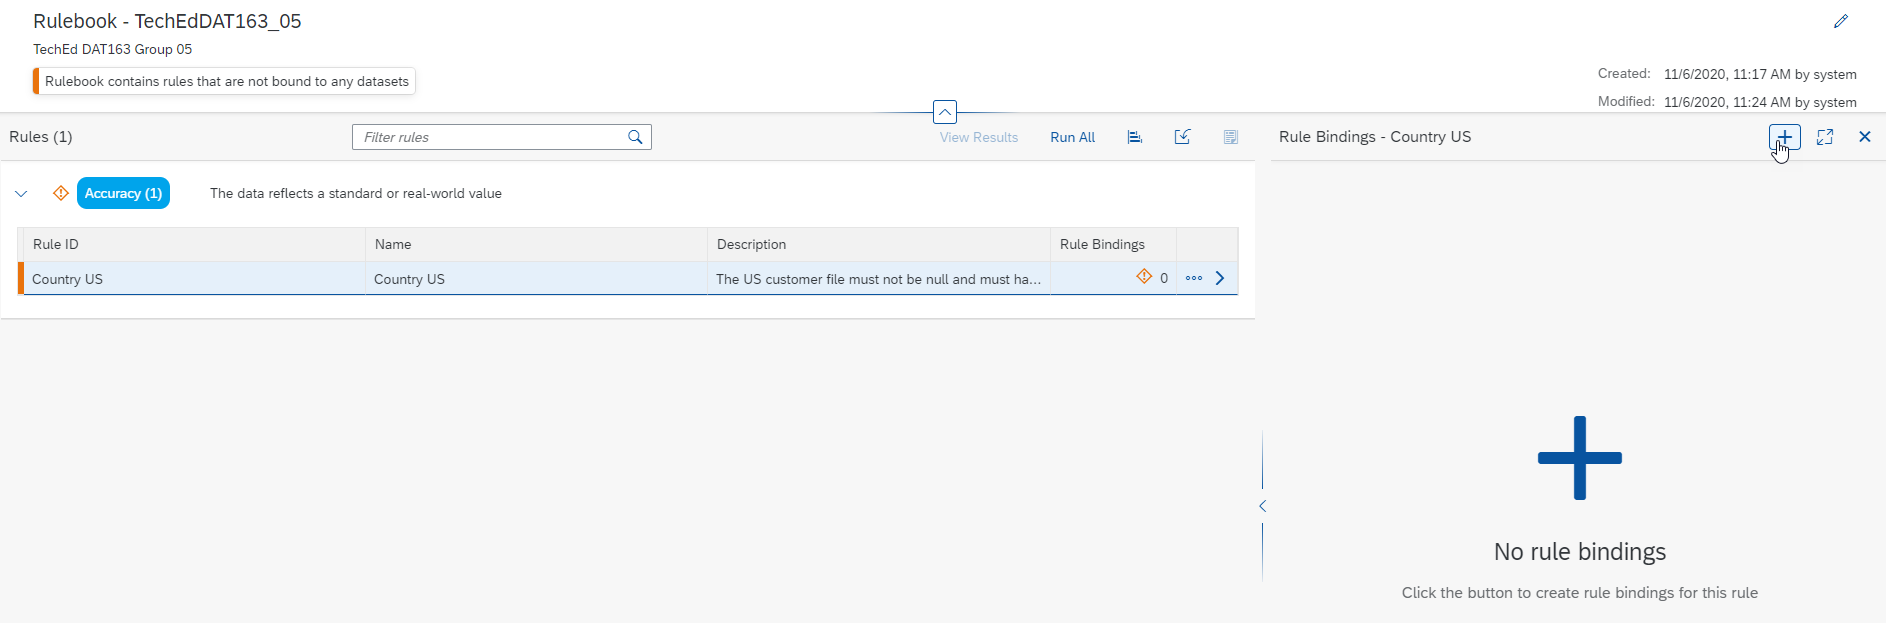 Rulebook - TechEdDAT163_05
TechEd DAT163 Group 05
Rulebook contains rules that are not bound to any datasets
Created: 11/6/2020, 11:17 AM by system
Modified: 11/6/2020, 11:24 AM by system
Rules (1)
Filter rules
View Results
Run All
Rule Bindings - Country US
Accuracy (1)
The data reflects a standard or real-world value
Rule ID Name Description Rule Bindings
Country US Country US The US customer file must not be null and must ha... 0
No rule bindings
Click the button to create rule bindings for this rule